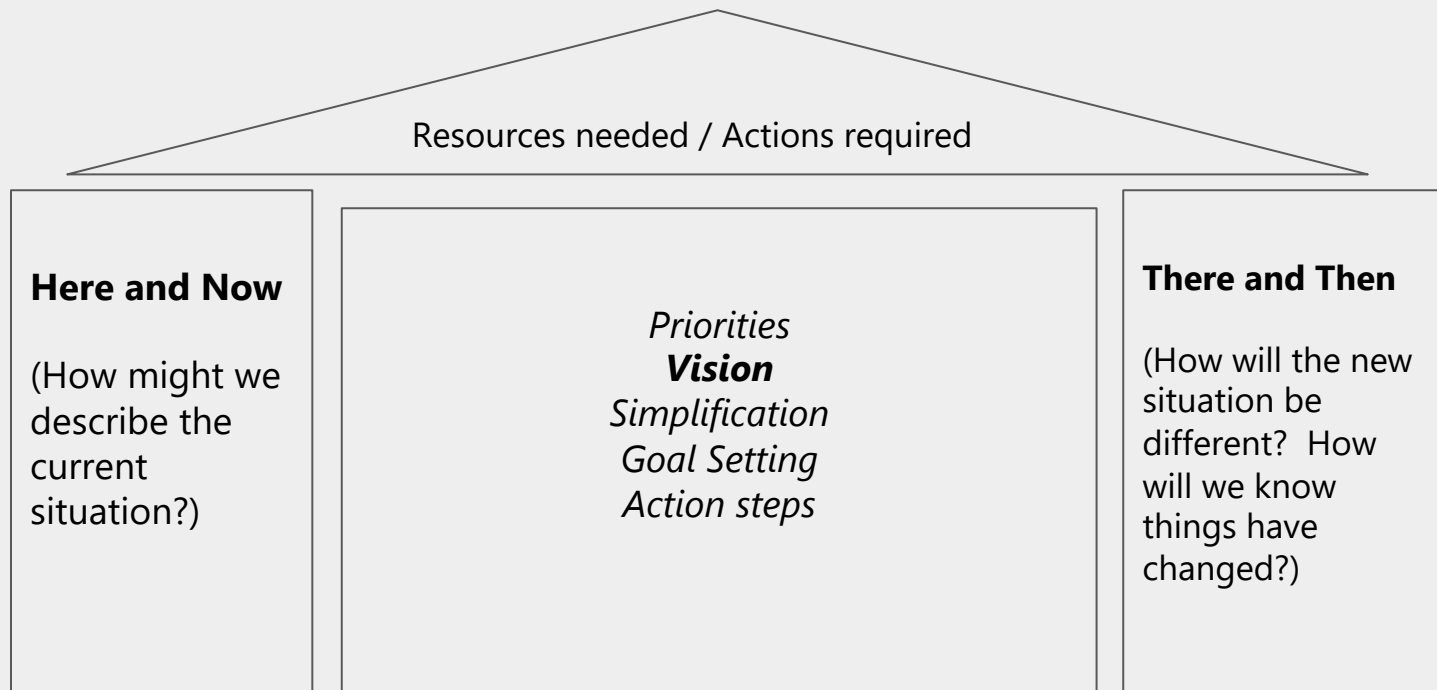 Resources needed / Actions required
Here and Now
(How might we
describe the
current
situation?)
Priorities
Vision
Simplification
Goal Setting
Action steps
There and Then
(How will the new
situation be
different?  How
will we know
things have
changed?)